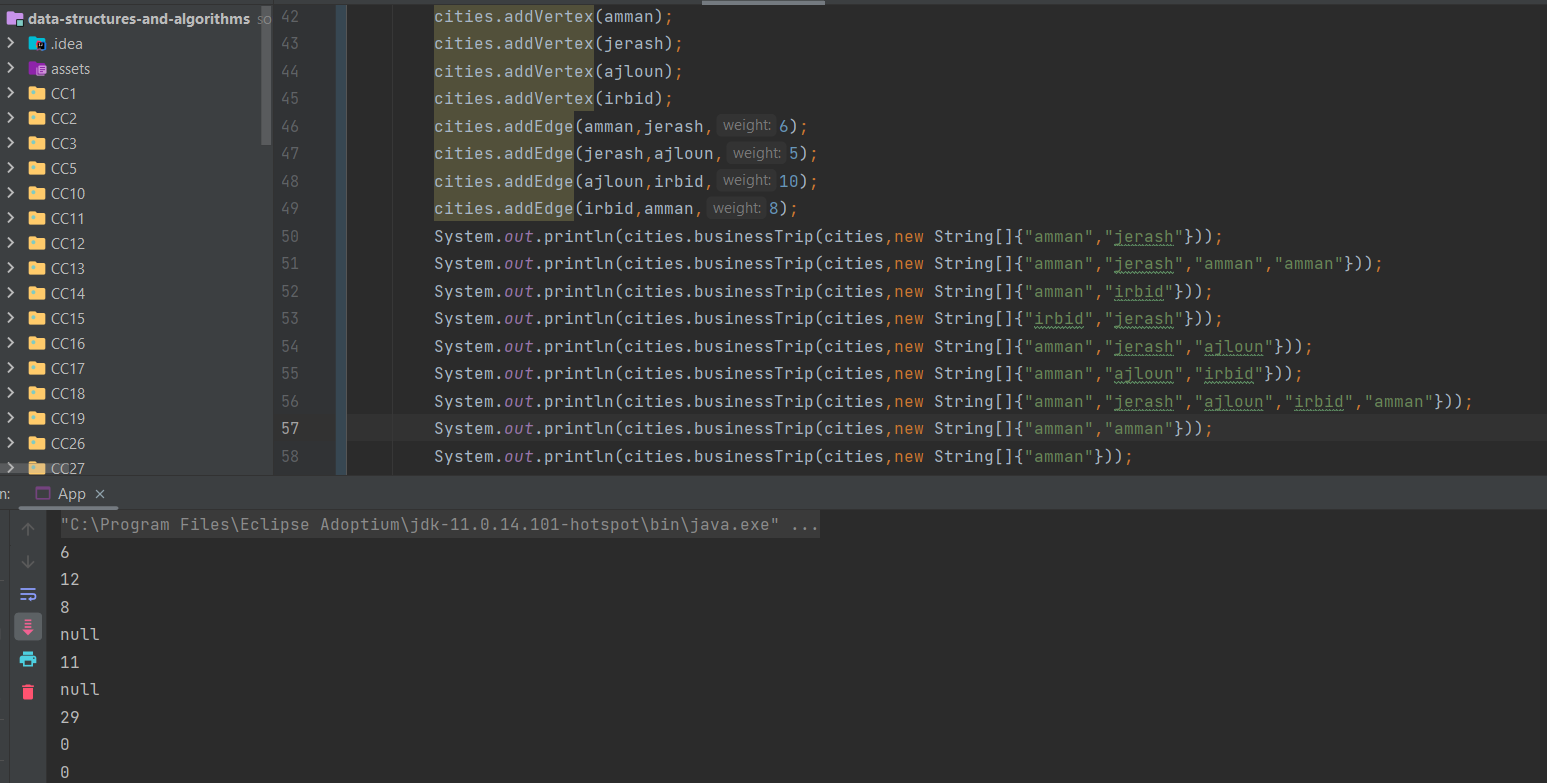 data-structures-and-algorithms so
.idea
assets
CC1
CC2
CC3
CC5
CC10
CC11
CC12
CC13
CC14
CC15
CC16
CC17
CC18
CC19
CC26
CC27
42 cities.addVertex(amman);
43 cities.addVertex(jerash);
44 cities.addVertex(ajloun);
45 cities.addVertex(irbid);
46 cities.addEdge(amman,jerash, weight: 6);
47 cities.addEdge(jerash,ajloun, weight: 5);
48 cities.addEdge(ajloun,irbid, weight: 10);
49 cities.addEdge(irbid,amman, weight: 8);
50 System.out.println(cities.businessTrip(cities,new String[]{"amman","jerash"}));
51 System.out.println(cities.businessTrip(cities,new String[]{"amman","jerash","amman","amman"}));
52 System.out.println(cities.businessTrip(cities,new String[]{"amman","irbid"}));
53 System.out.println(cities.businessTrip(cities,new String[]{"irbid","jerash"}));
54 System.out.println(cities.businessTrip(cities,new String[]{"amman","jerash","ajloun"}));
55 System.out.println(cities.businessTrip(cities,new String[]{"amman","ajloun","irbid"}));
56 System.out.println(cities.businessTrip(cities,new String[]{"amman","jerash","ajloun","irbid","amman"}));
57 System.out.println(cities.businessTrip(cities,new String[]{"amman","amman"}));
58 System.out.println(cities.businessTrip(cities,new String[]{"amman"}));
n: App ×
"C:\Program Files\Eclipse Adoptium\jdk-11.0.14.101-hotspot\bin\java.exe" ...
6
12
8
null
11
null
29
0
0